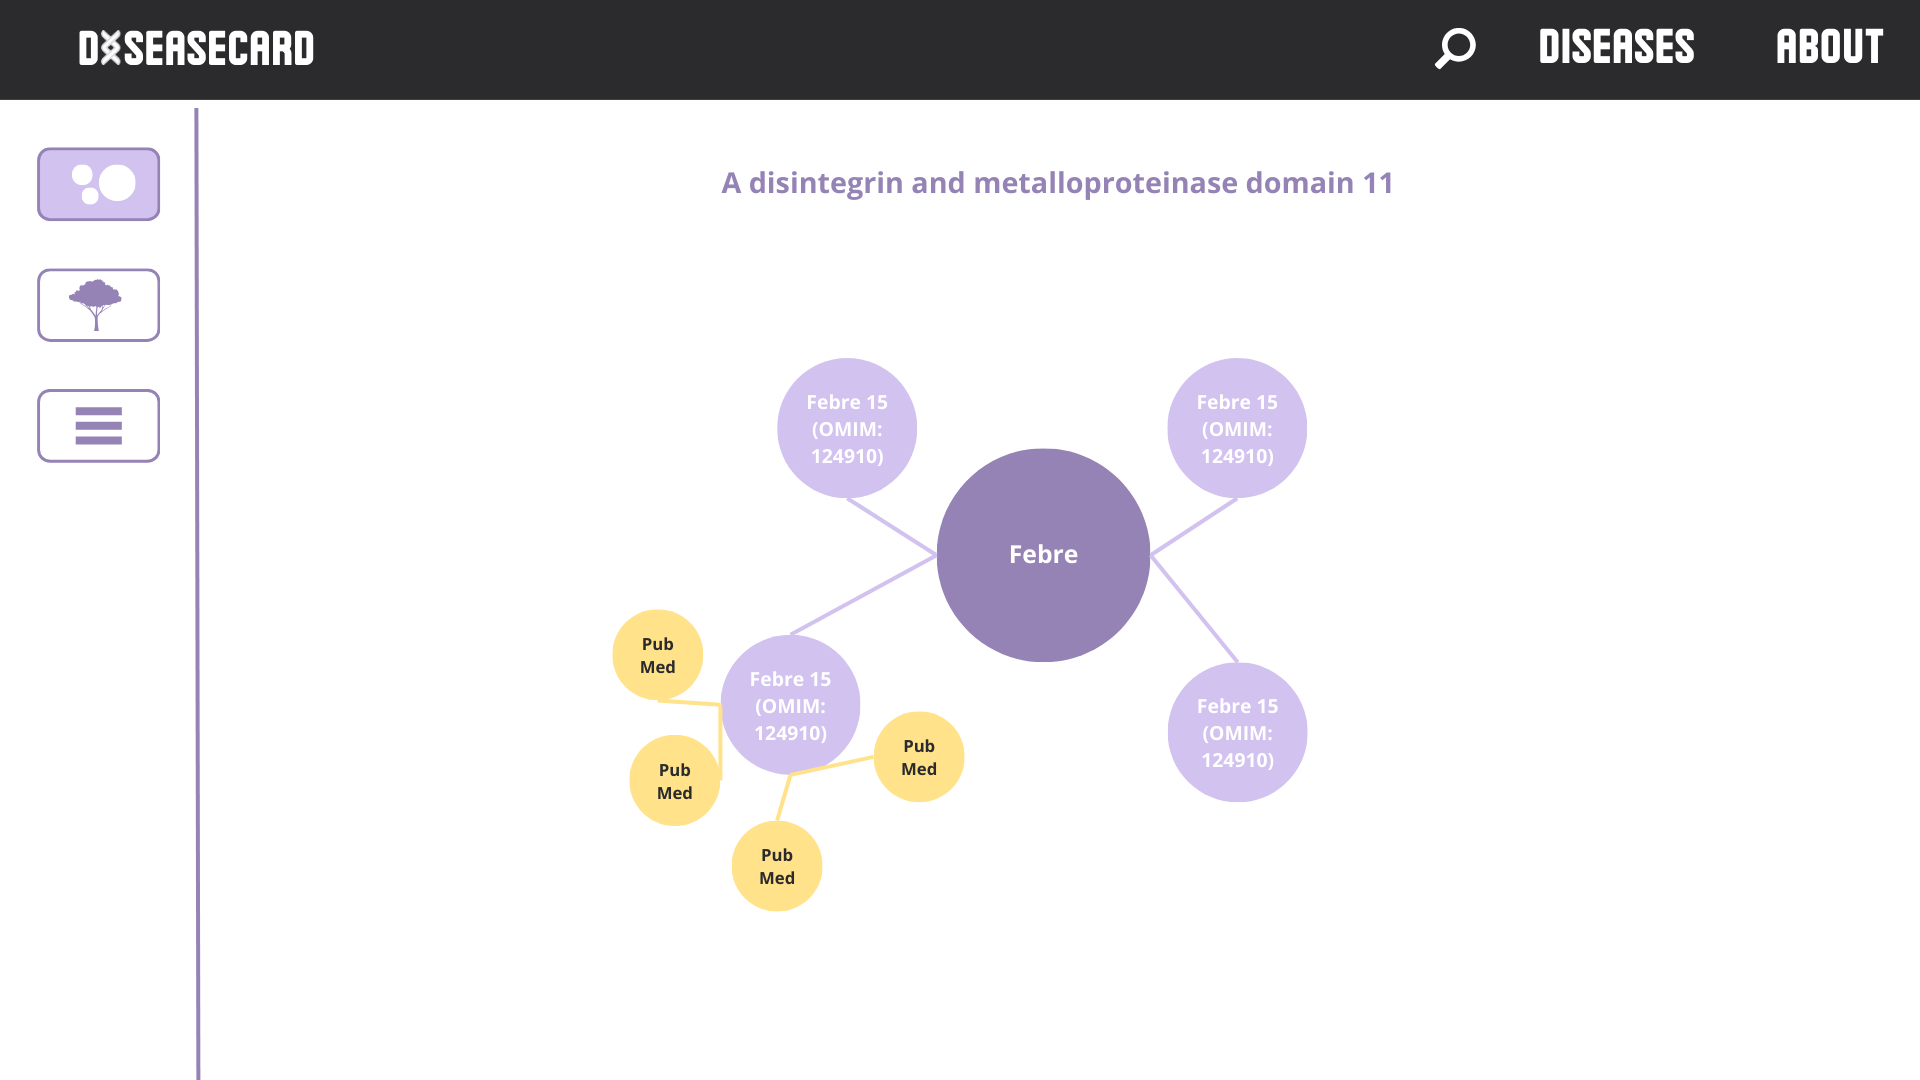 DISEASECARD
DISEASES
ABOUT
A disintegrin and metalloproteinase domain 11
Febre 15
(OMIM:
124910)
Febre 15
(OMIM:
124910)
Febre
Pub
Med
Febre 15
(OMIM:
124910)
Pub
Med
Pub
Med
Pub
Med
Febre 15
(OMIM:
124910)